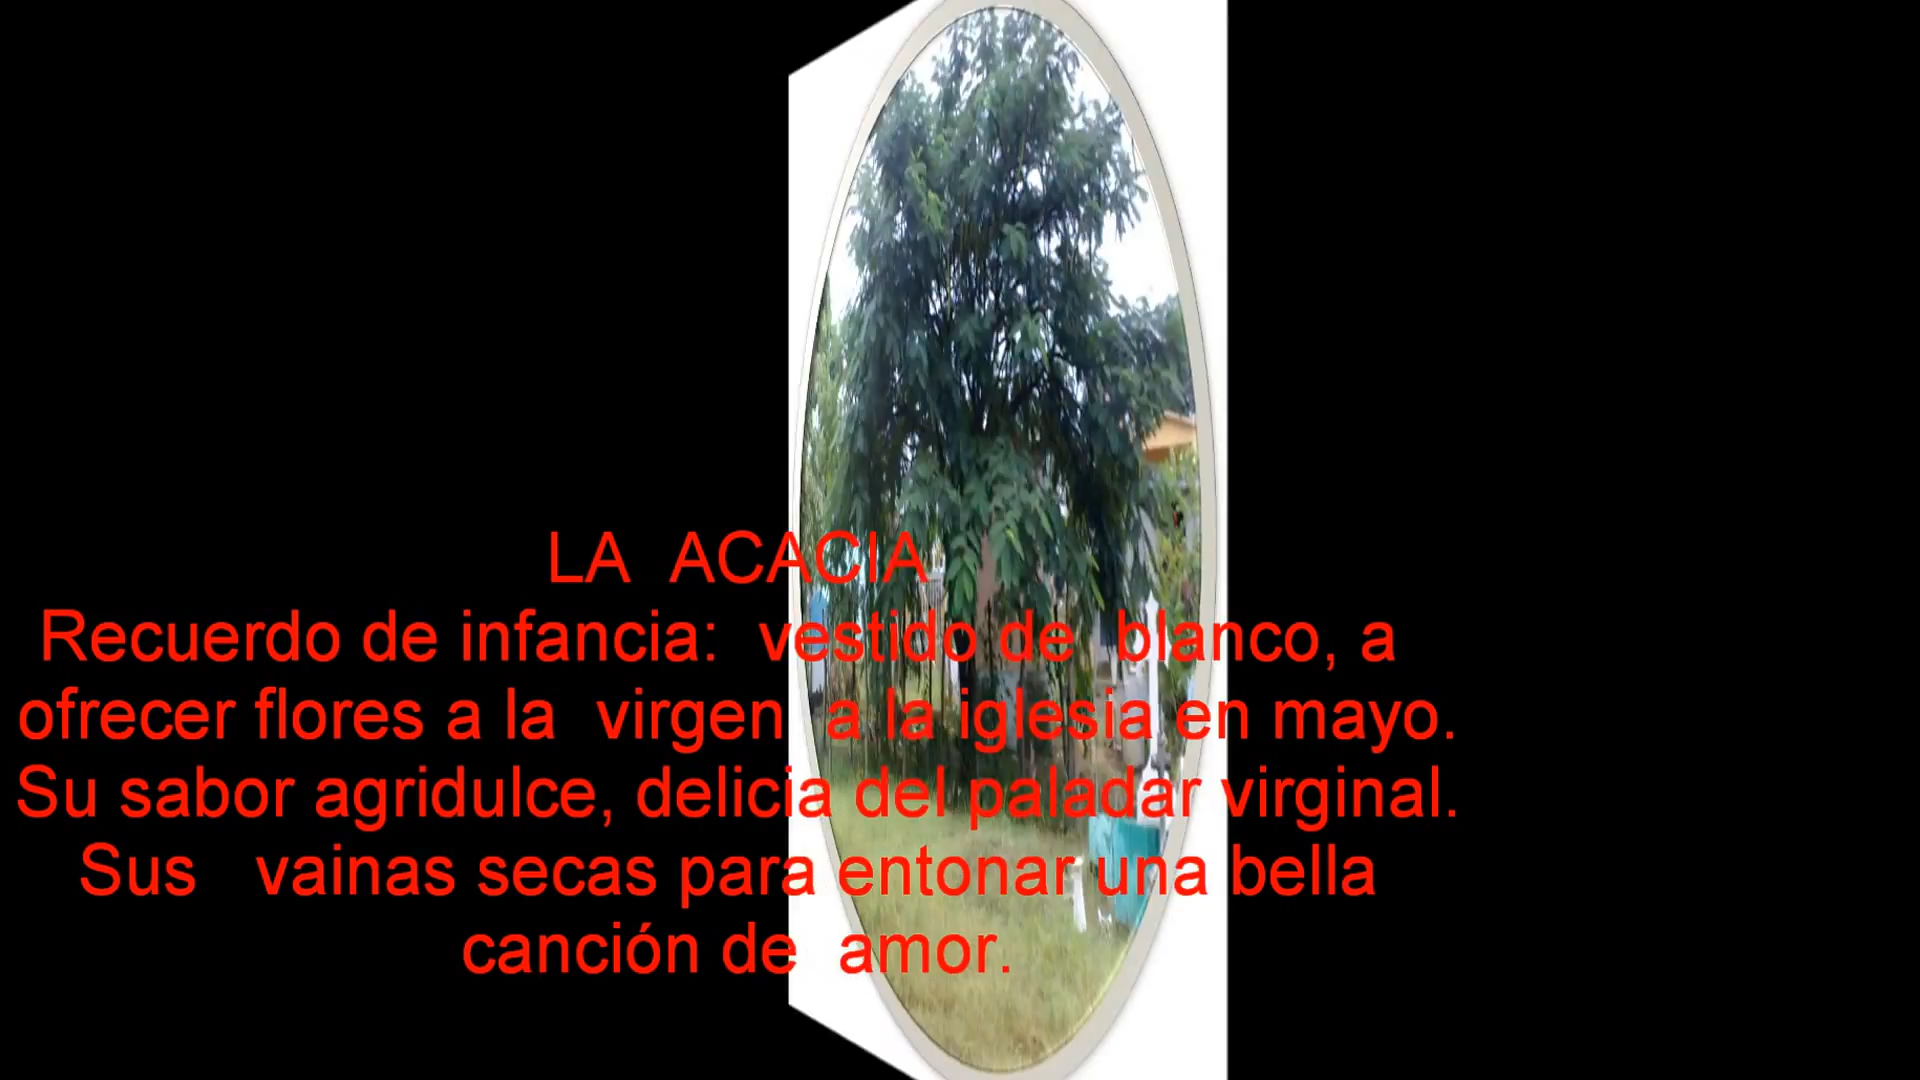 LA ACACIA
Recuerdo de infancia: vestido de blanco, a
ofrecer flores a la virgen a la iglesia en mayo.
Su sabor agridulce, delicia del paladar virginal.
Sus vainas secas para entonar una bella
canción de amor.